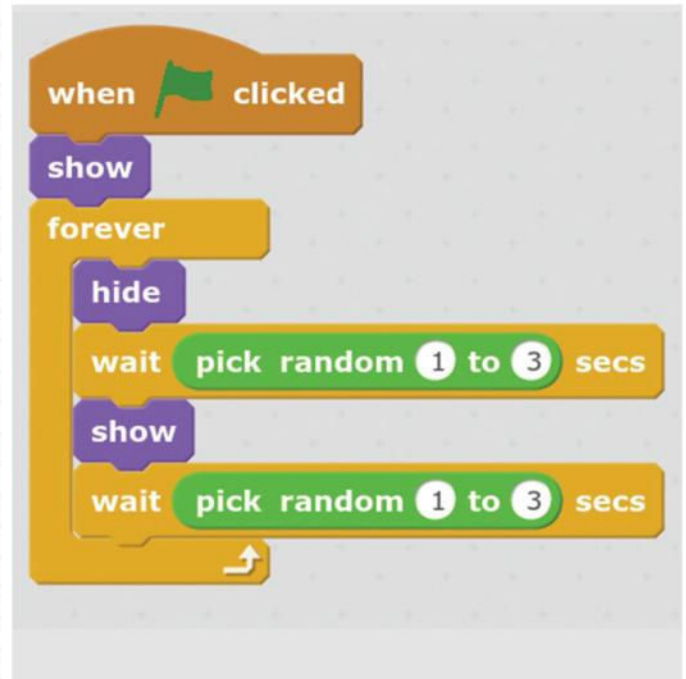 when clicked
show
forever
hide
wait pick random 1 to 3 secs
show
wait pick random 1 to 3 secs